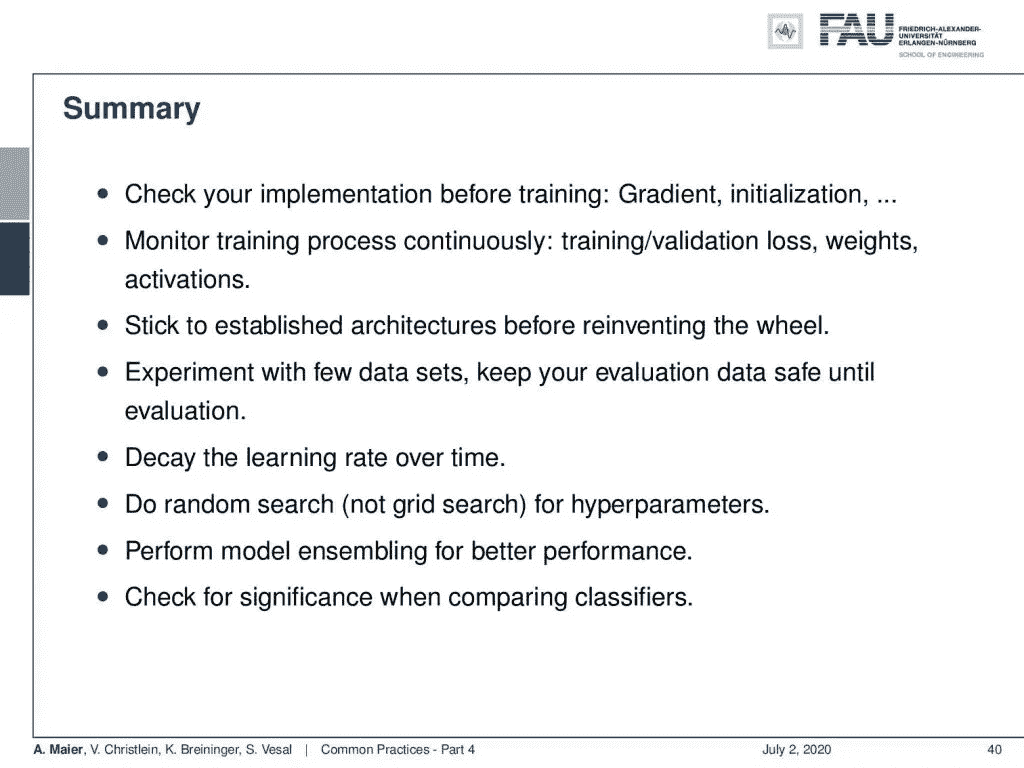 FAU
FRIEDRICH-ALEXANDER-
UNIVERSITÄT
ERLANGEN-NÜRNBERG
SCHOOL OF ENGINEERING
Summary
• Check your implementation before training: Gradient, initialization, ...
• Monitor training process continuously: training/validation loss, weights,
activations.
• Stick to established architectures before reinventing the wheel.
• Experiment with few data sets, keep your evaluation data safe until
evaluation.
• Decay the learning rate over time.
• Do random search (not grid search) for hyperparameters.
• Perform model ensembling for better performance.
• Check for significance when comparing classifiers.
A. Maier, V. Christlein, K. Breininger, S. Vesal | Common Practices - Part 4 July 2, 2020 40